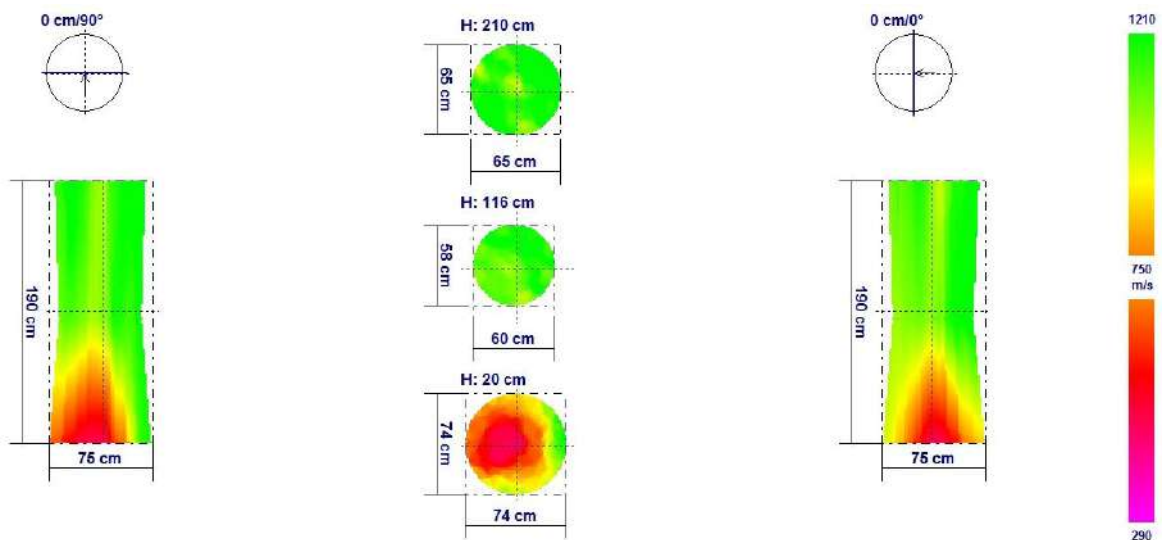 0 cm/90°
H: 210 cm
0 cm/0°
1210
65 cm
65 cm
H: 116 cm
58 cm
60 cm
750
m/s
190 cm
190 cm
H: 20 cm
74 cm
75 cm
75 cm
74 cm
290